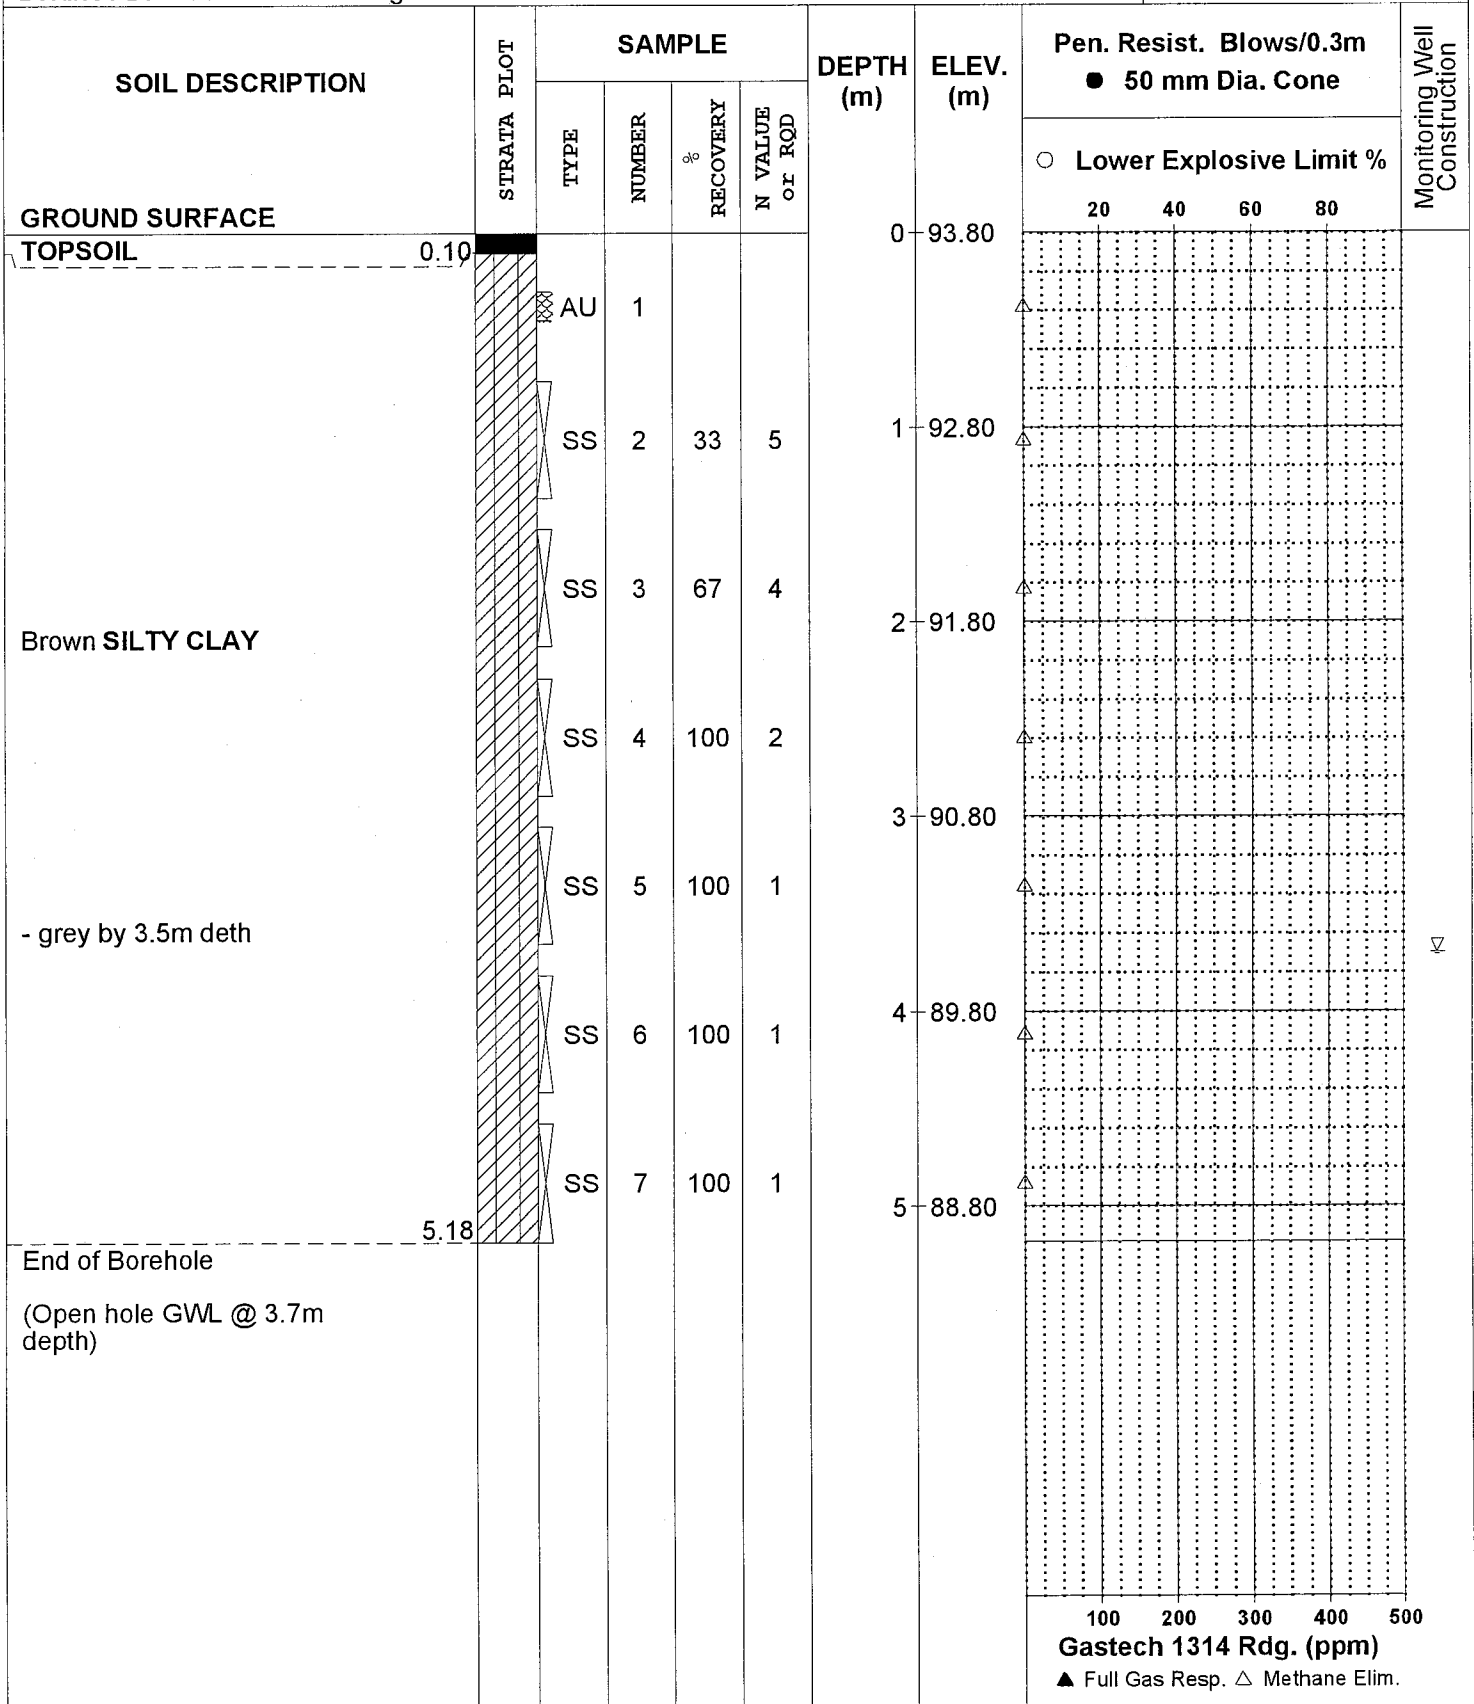 SOIL DESCRIPTION
STRATA PLOT
SAMPLE
TYPE
NUMBER
% RECOVERY
N VALUE or RQD
DEPTH (m)
ELEV. (m)
Pen. Resist. Blows/0.3m
● 50 mm Dia. Cone
○ Lower Explosive Limit %
20 40 60 80
Monitoring Well Construction
GROUND SURFACE
0 93.80
TOPSOIL 0.10
AU 1
1 92.80
SS 2 33 5
SS 3 67 4
2 91.80
Brown SILTY CLAY
SS 4 100 2
3 90.80
SS 5 100 1
- grey by 3.5m deth
4 89.80
SS 6 100 1
SS 7 100 1
5 88.80
5.18
End of Borehole
(Open hole GWL @ 3.7m
depth)
100 200 300 400 500
Gastech 1314 Rdg. (ppm)
▲ Full Gas Resp. △ Methane Elim.